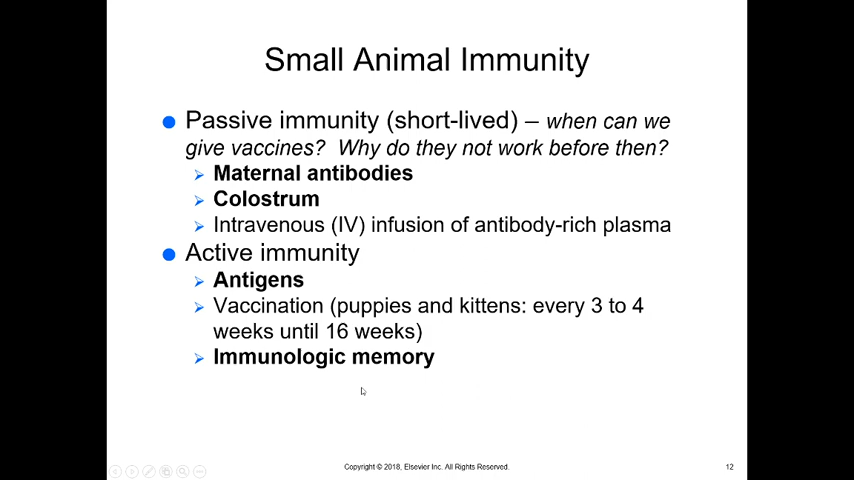 Small Animal Immunity
Passive immunity (short-lived) – when can we
give vaccines? Why do they not work before then?
Maternal antibodies
Colostrum
Intravenous (IV) infusion of antibody-rich plasma
Active immunity
Antigens
Vaccination (puppies and kittens: every 3 to 4
weeks until 16 weeks)
Immunologic memory
Copyright © 2018, Elsevier Inc. All Rights Reserved.
12